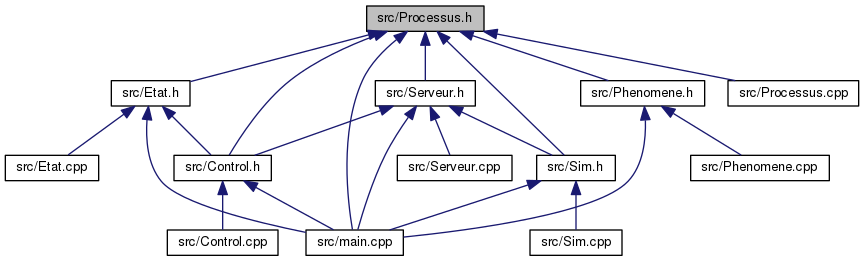 src/Processus.h
src/Etat.h
src/Serveur.h
src/Phenomene.h
src/Processus.cpp
src/Etat.cpp
src/Control.h
src/Serveur.cpp
src/Sim.h
src/Phenomene.cpp
src/Control.cpp
src/main.cpp
src/Sim.cpp